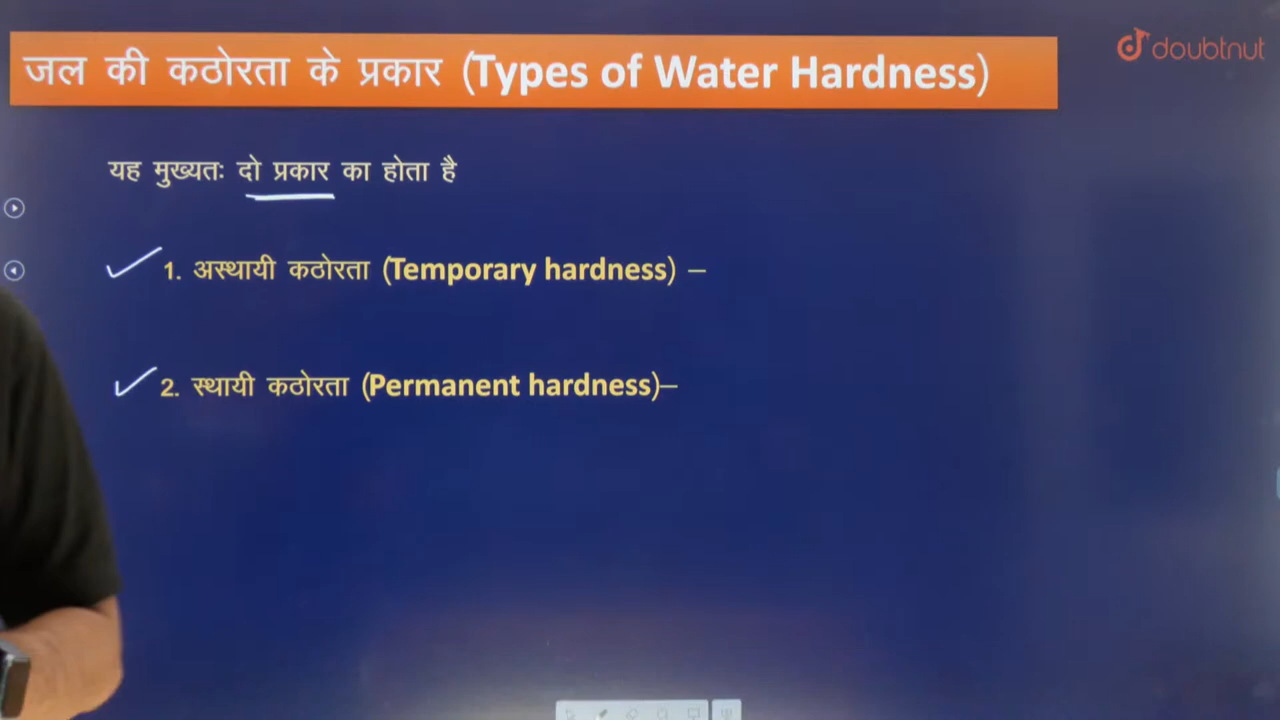 जल की कठोरता के प्रकार (Types of Water Hardness)
doubtnut
यह मुख्यतः दो प्रकार का होता है
1. अस्थायी कठोरता (Temporary hardness) –
2. स्थायी कठोरता (Permanent hardness)–